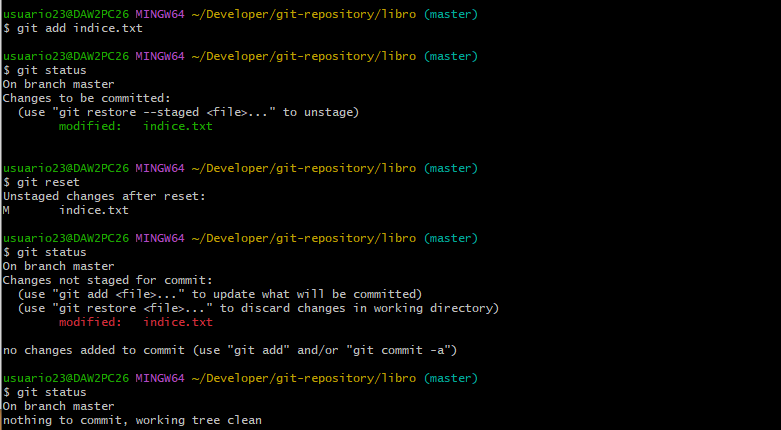 usuario23@DAW2PC26 MINGW64 ~/Developer/git-repository/libro (master)
$ git add indice.txt
usuario23@DAW2PC26 MINGW64 ~/Developer/git-repository/libro (master)
$ git status
On branch master
Changes to be committed:
  (use "git restore --staged <file>..." to unstage)
        modified:   indice.txt
usuario23@DAW2PC26 MINGW64 ~/Developer/git-repository/libro (master)
$ git reset
Unstaged changes after reset:
M       indice.txt
usuario23@DAW2PC26 MINGW64 ~/Developer/git-repository/libro (master)
$ git status
On branch master
Changes not staged for commit:
  (use "git add <file>..." to update what will be committed)
  (use "git restore <file>..." to discard changes in working directory)
        modified:   indice.txt
no changes added to commit (use "git add" and/or "git commit -a")
usuario23@DAW2PC26 MINGW64 ~/Developer/git-repository/libro (master)
$ git status
On branch master
nothing to commit, working tree clean